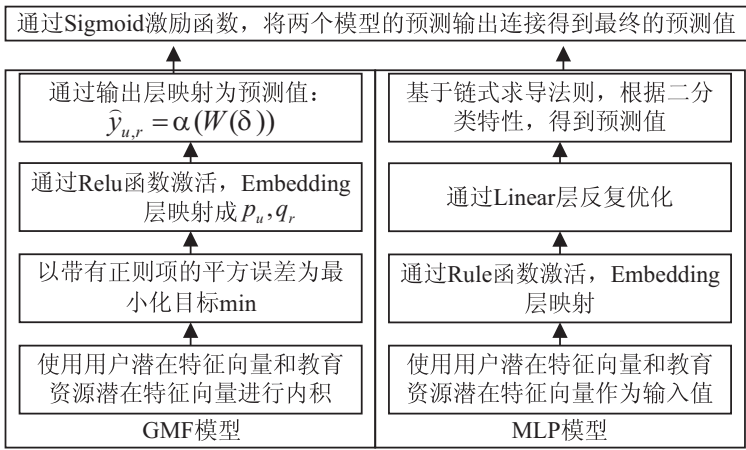 通过Sigmoid激励函数，将两个模型的预测输出连接得到最终的预测值
通过输出层映射为预测值：
ŷu,r = α(W(δ))
通过Relu函数激活，Embedding
层映射成 pu,qr
以带有正则项的平方误差为最
小化目标min
使用用户潜在特征向量和教育
资源潜在特征向量进行内积
GMF模型
基于链式求导法则，根据二分
类特性，得到预测值
通过Linear层反复优化
通过Rule函数激活，Embedding
层映射
使用用户潜在特征向量和教育
资源潜在特征向量作为输入值
MLP模型